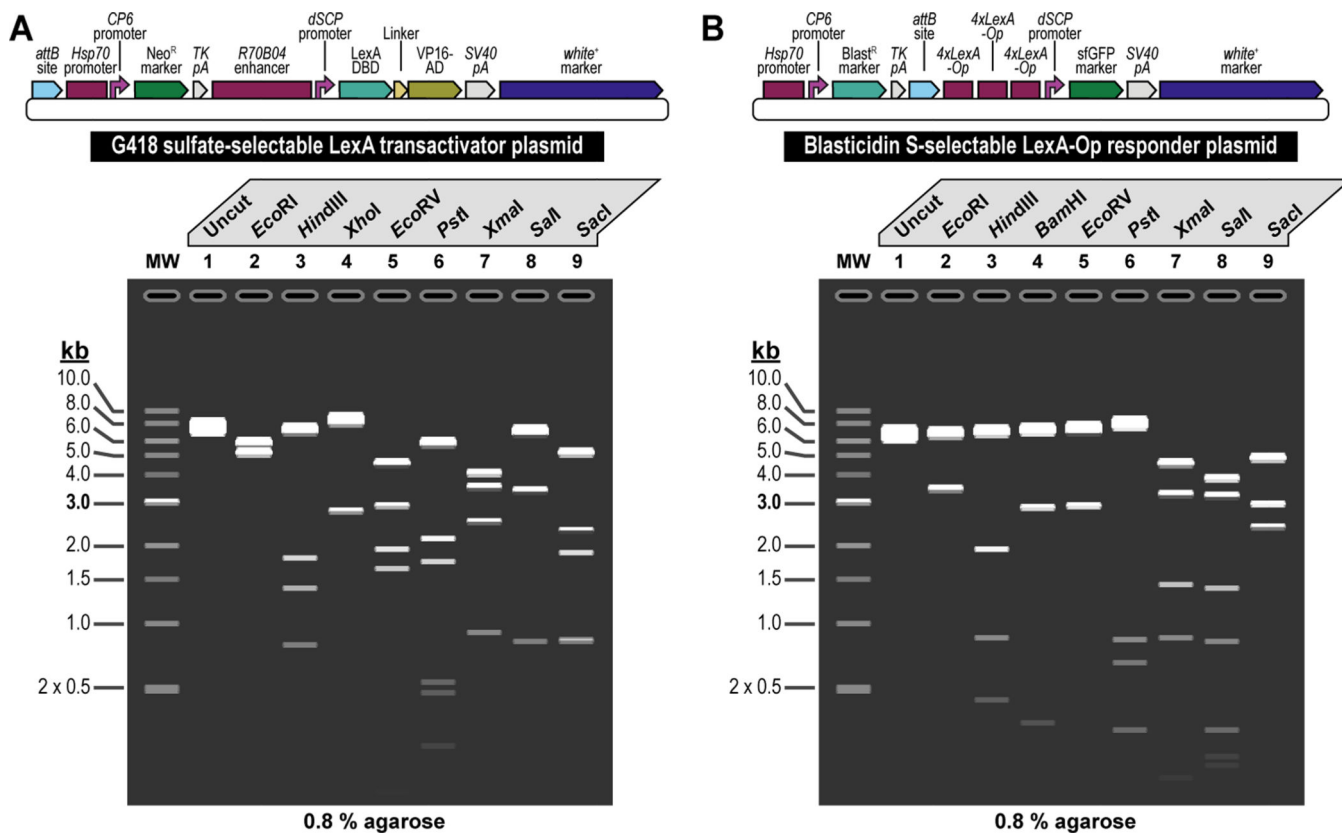 A
CP6
promoter
dSCP
promoter
Linker
attB
site
Hsp70
promoter
Neo^R
marker
TK
pA
R70B04
enhancer
LexA
DBD
VP16-
AD
SV40
pA
white+
marker
G418 sulfate-selectable LexA transactivator plasmid
Uncut
EcoRI
HindIII
XhoI
EcoRV
PstI
XmaI
SalI
SacI
MW 1 2 3 4 5 6 7 8 9
kb
10.0
8.0
6.0
5.0
4.0
3.0
2.0
1.5
1.0
2 x 0.5
0.8 % agarose
B
CP6
promoter
attB
site
4xLexA
-Op
dSCP
promoter
Hsp70
promoter
Blast^R
marker
TK
pA
4xLexA
-Op
4xLexA
-Op
sfGFP
marker
SV40
pA
white+
marker
Blasticidin S-selectable LexA-Op responder plasmid
Uncut
EcoRI
HindIII
BamHI
EcoRV
PstI
XmaI
SalI
SacI
MW 1 2 3 4 5 6 7 8 9
kb
10.0
8.0
6.0
5.0
4.0
3.0
2.0
1.5
1.0
2 x 0.5
0.8 % agarose